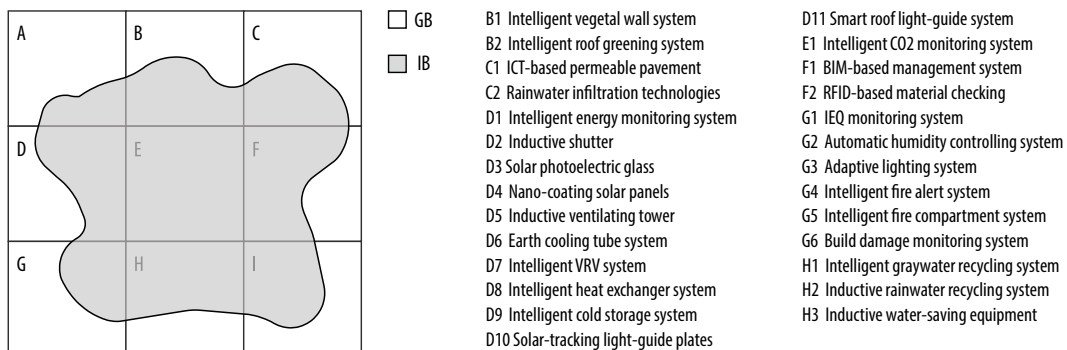 A B C
D E F
G H I
GB
IB
B1 Intelligent vegetal wall system
B2 Intelligent roof greening system
C1 ICT-based permeable pavement
C2 Rainwater infiltration technologies
D1 Intelligent energy monitoring system
D2 Inductive shutter
D3 Solar photoelectric glass
D4 Nano-coating solar panels
D5 Inductive ventilating tower
D6 Earth cooling tube system
D7 Intelligent VRV system
D8 Intelligent heat exchanger system
D9 Intelligent cold storage system
D10 Solar-tracking light-guide plates
D11 Smart roof light-guide system
E1 Intelligent CO2 monitoring system
F1 BIM-based management system
F2 RFID-based material checking
G1 IEQ monitoring system
G2 Automatic humidity controlling system
G3 Adaptive lighting system
G4 Intelligent fire alert system
G5 Intelligent fire compartment system
G6 Build damage monitoring system
H1 Intelligent graywater recycling system
H2 Inductive rainwater recycling system
H3 Inductive water-saving equipment